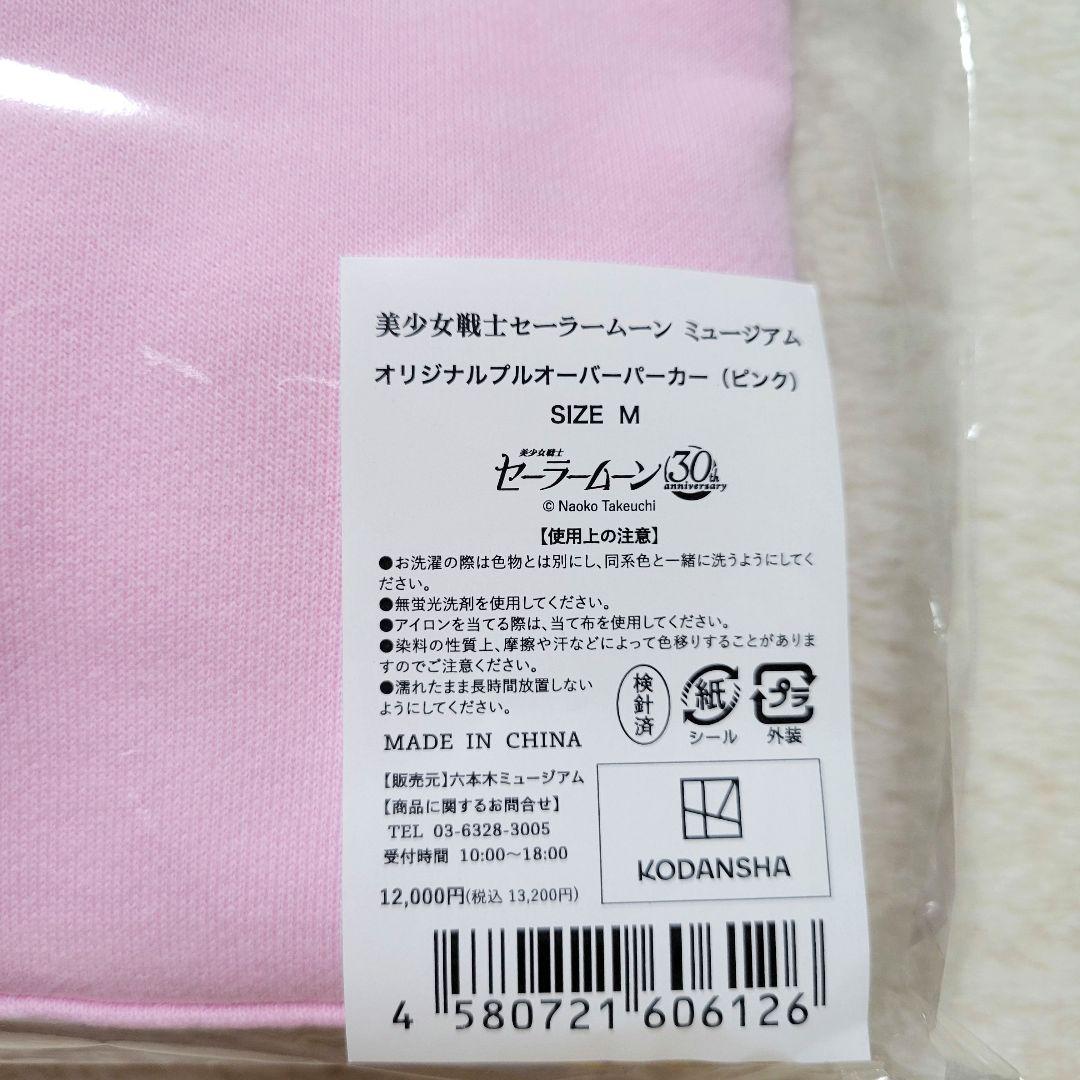 美少女戦士セーラームーン ミュージアム
オリジナルプルオーバーパーカー（ピンク）
SIZE M
美少女戦士
セーラームーン 30th
anniversary
© Naoko Takeuchi
【使用上の注意】
●お洗濯の際は色物とは別にし、同系色と一緒に洗うようにしてく
ださい。
●無蛍光洗剤を使用してください。
●アイロンを当てる際は、当て布を使用してください。
●染料の性質上、摩擦や汗などによって色移りすることがありま
すのでご注意ください。
●濡れたまま長時間放置しない
ようにしてください。
検針済
紙
シール
プラ
外装
MADE IN CHINA
【販売元】六本木ミュージアム
【商品に関するお問合せ】
TEL 03-6328-3005
受付時間 10:00〜18:00
12,000円(税込 13,200円)
KODANSHA
4 580721 606126